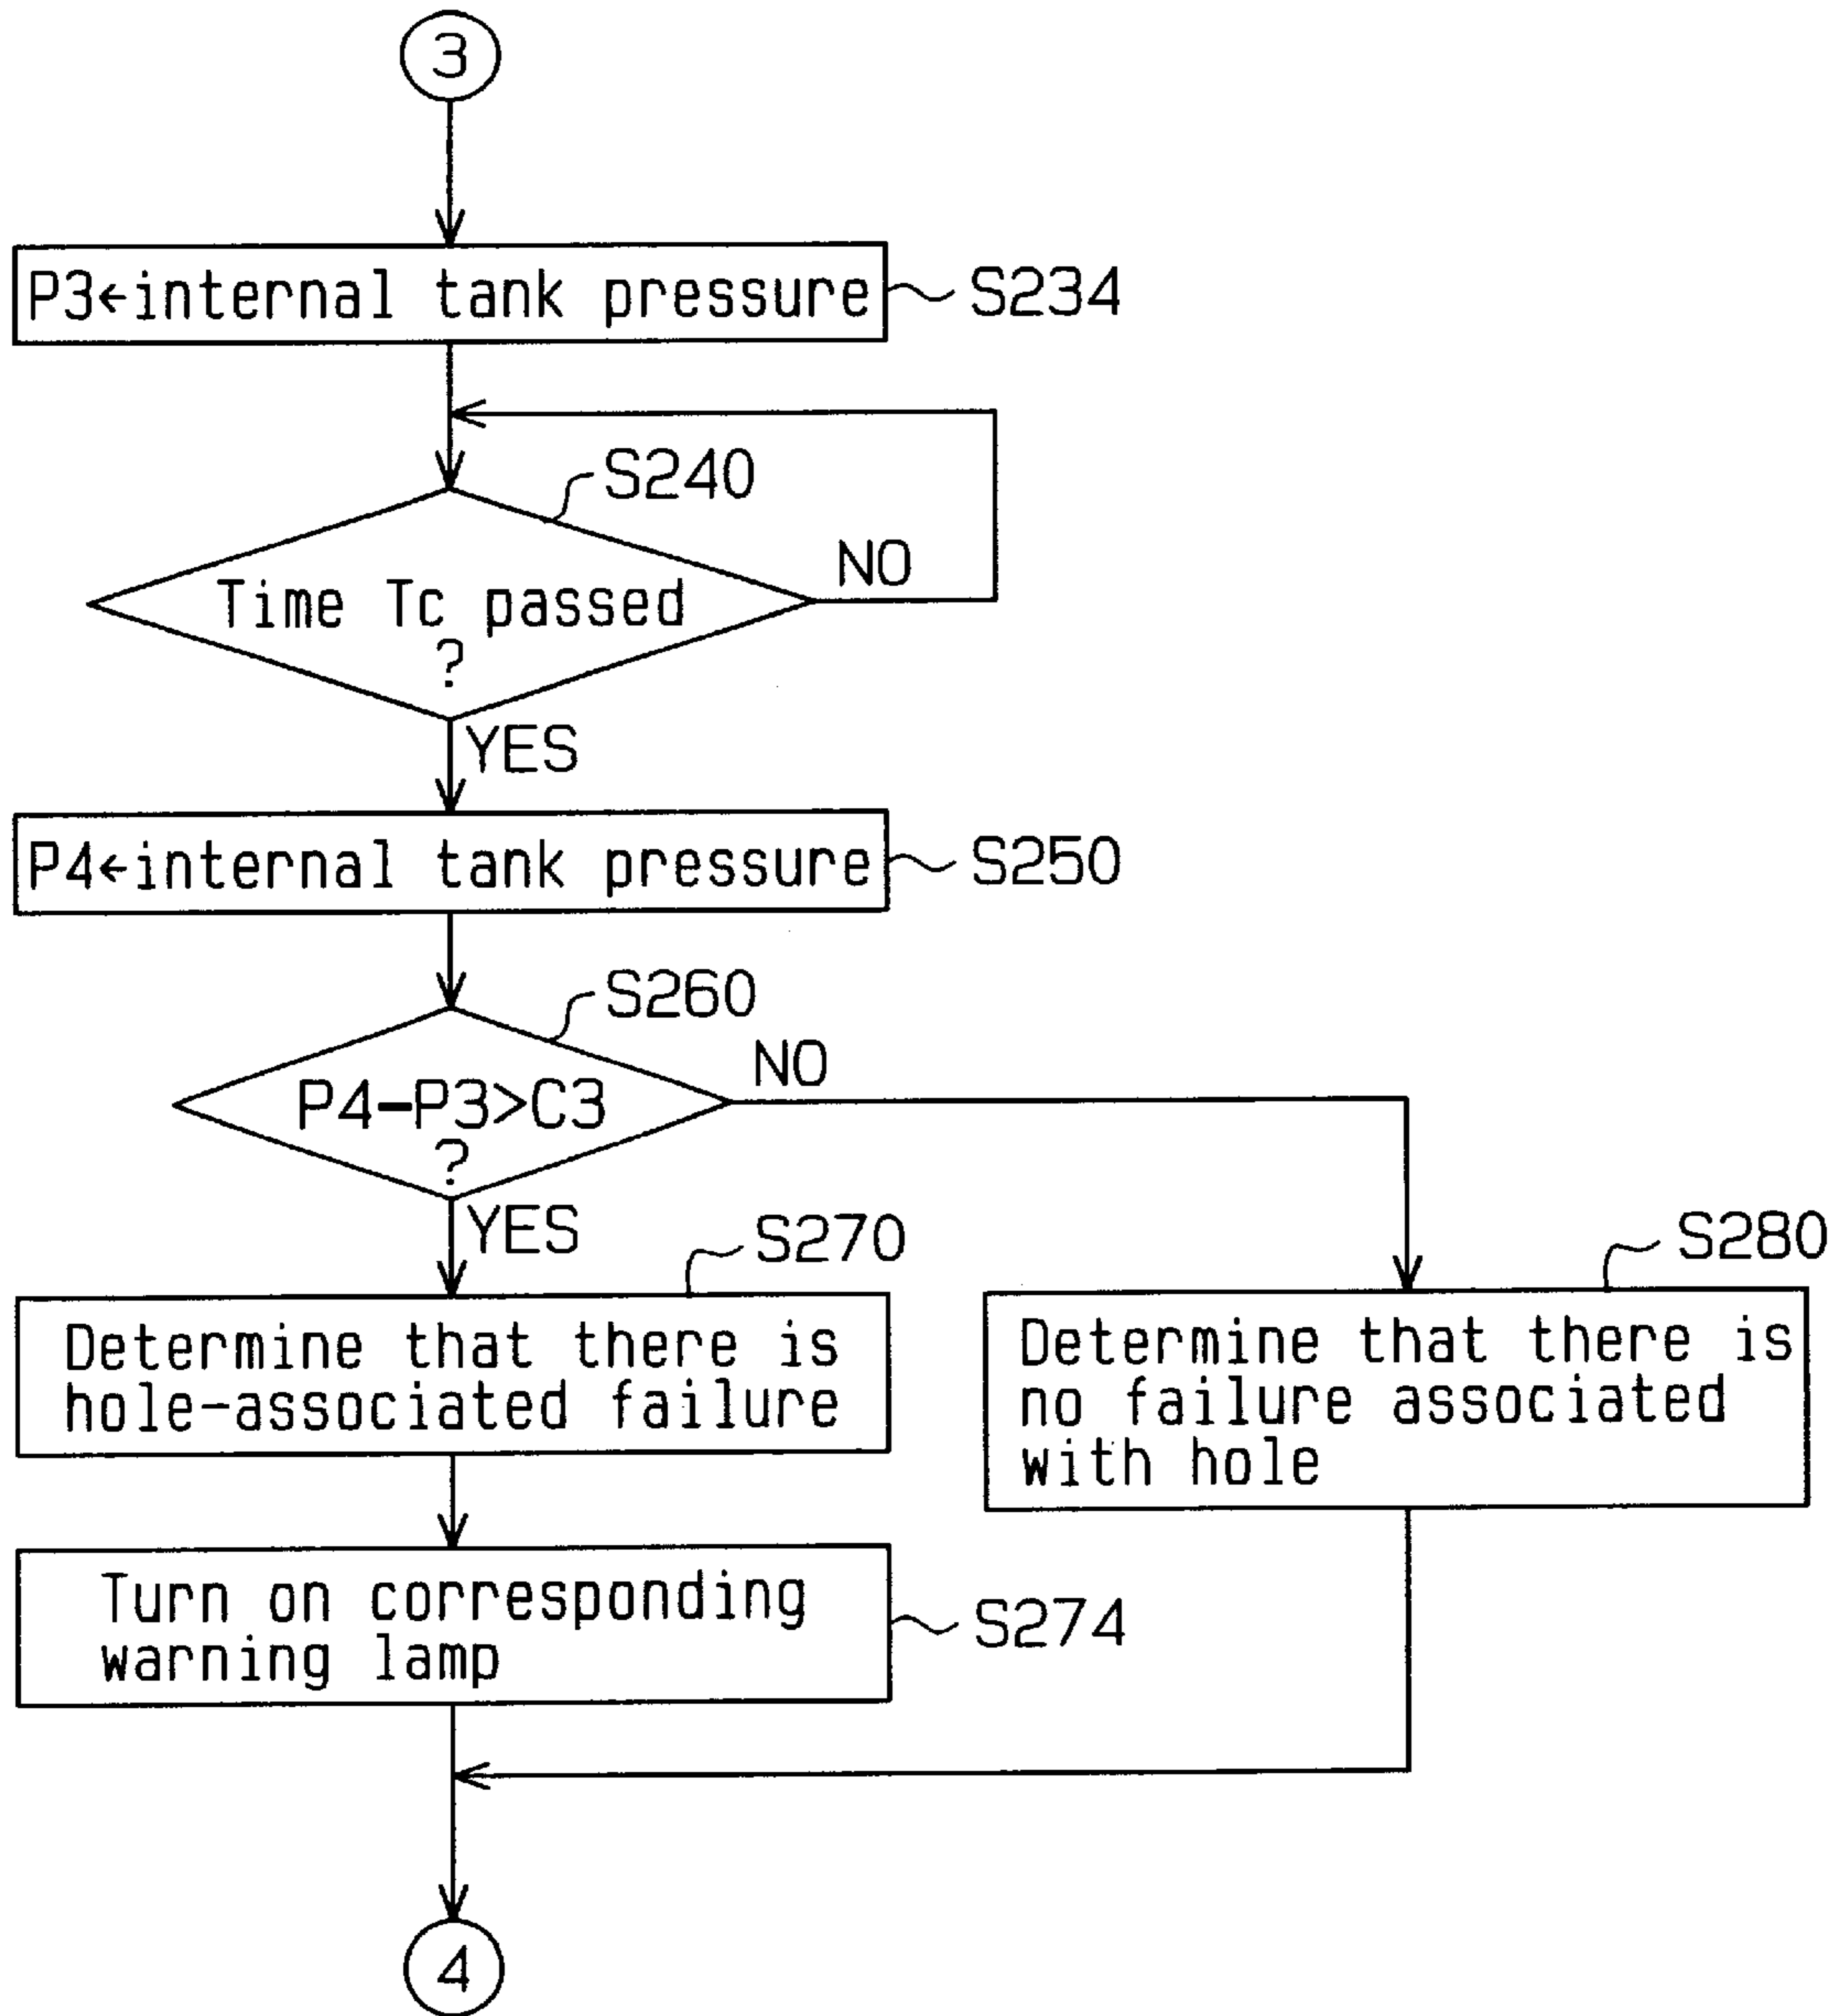 3
P3←internal tank pressure
S234
S240
Time Tc passed
?
NO
YES
P4←internal tank pressure
S250
S260
P4-P3>C3
?
NO
YES
S270
Determine that there is
hole-associated failure
S280
Determine that there is
no failure associated
with hole
Turn on corresponding
warning lamp
S274
4